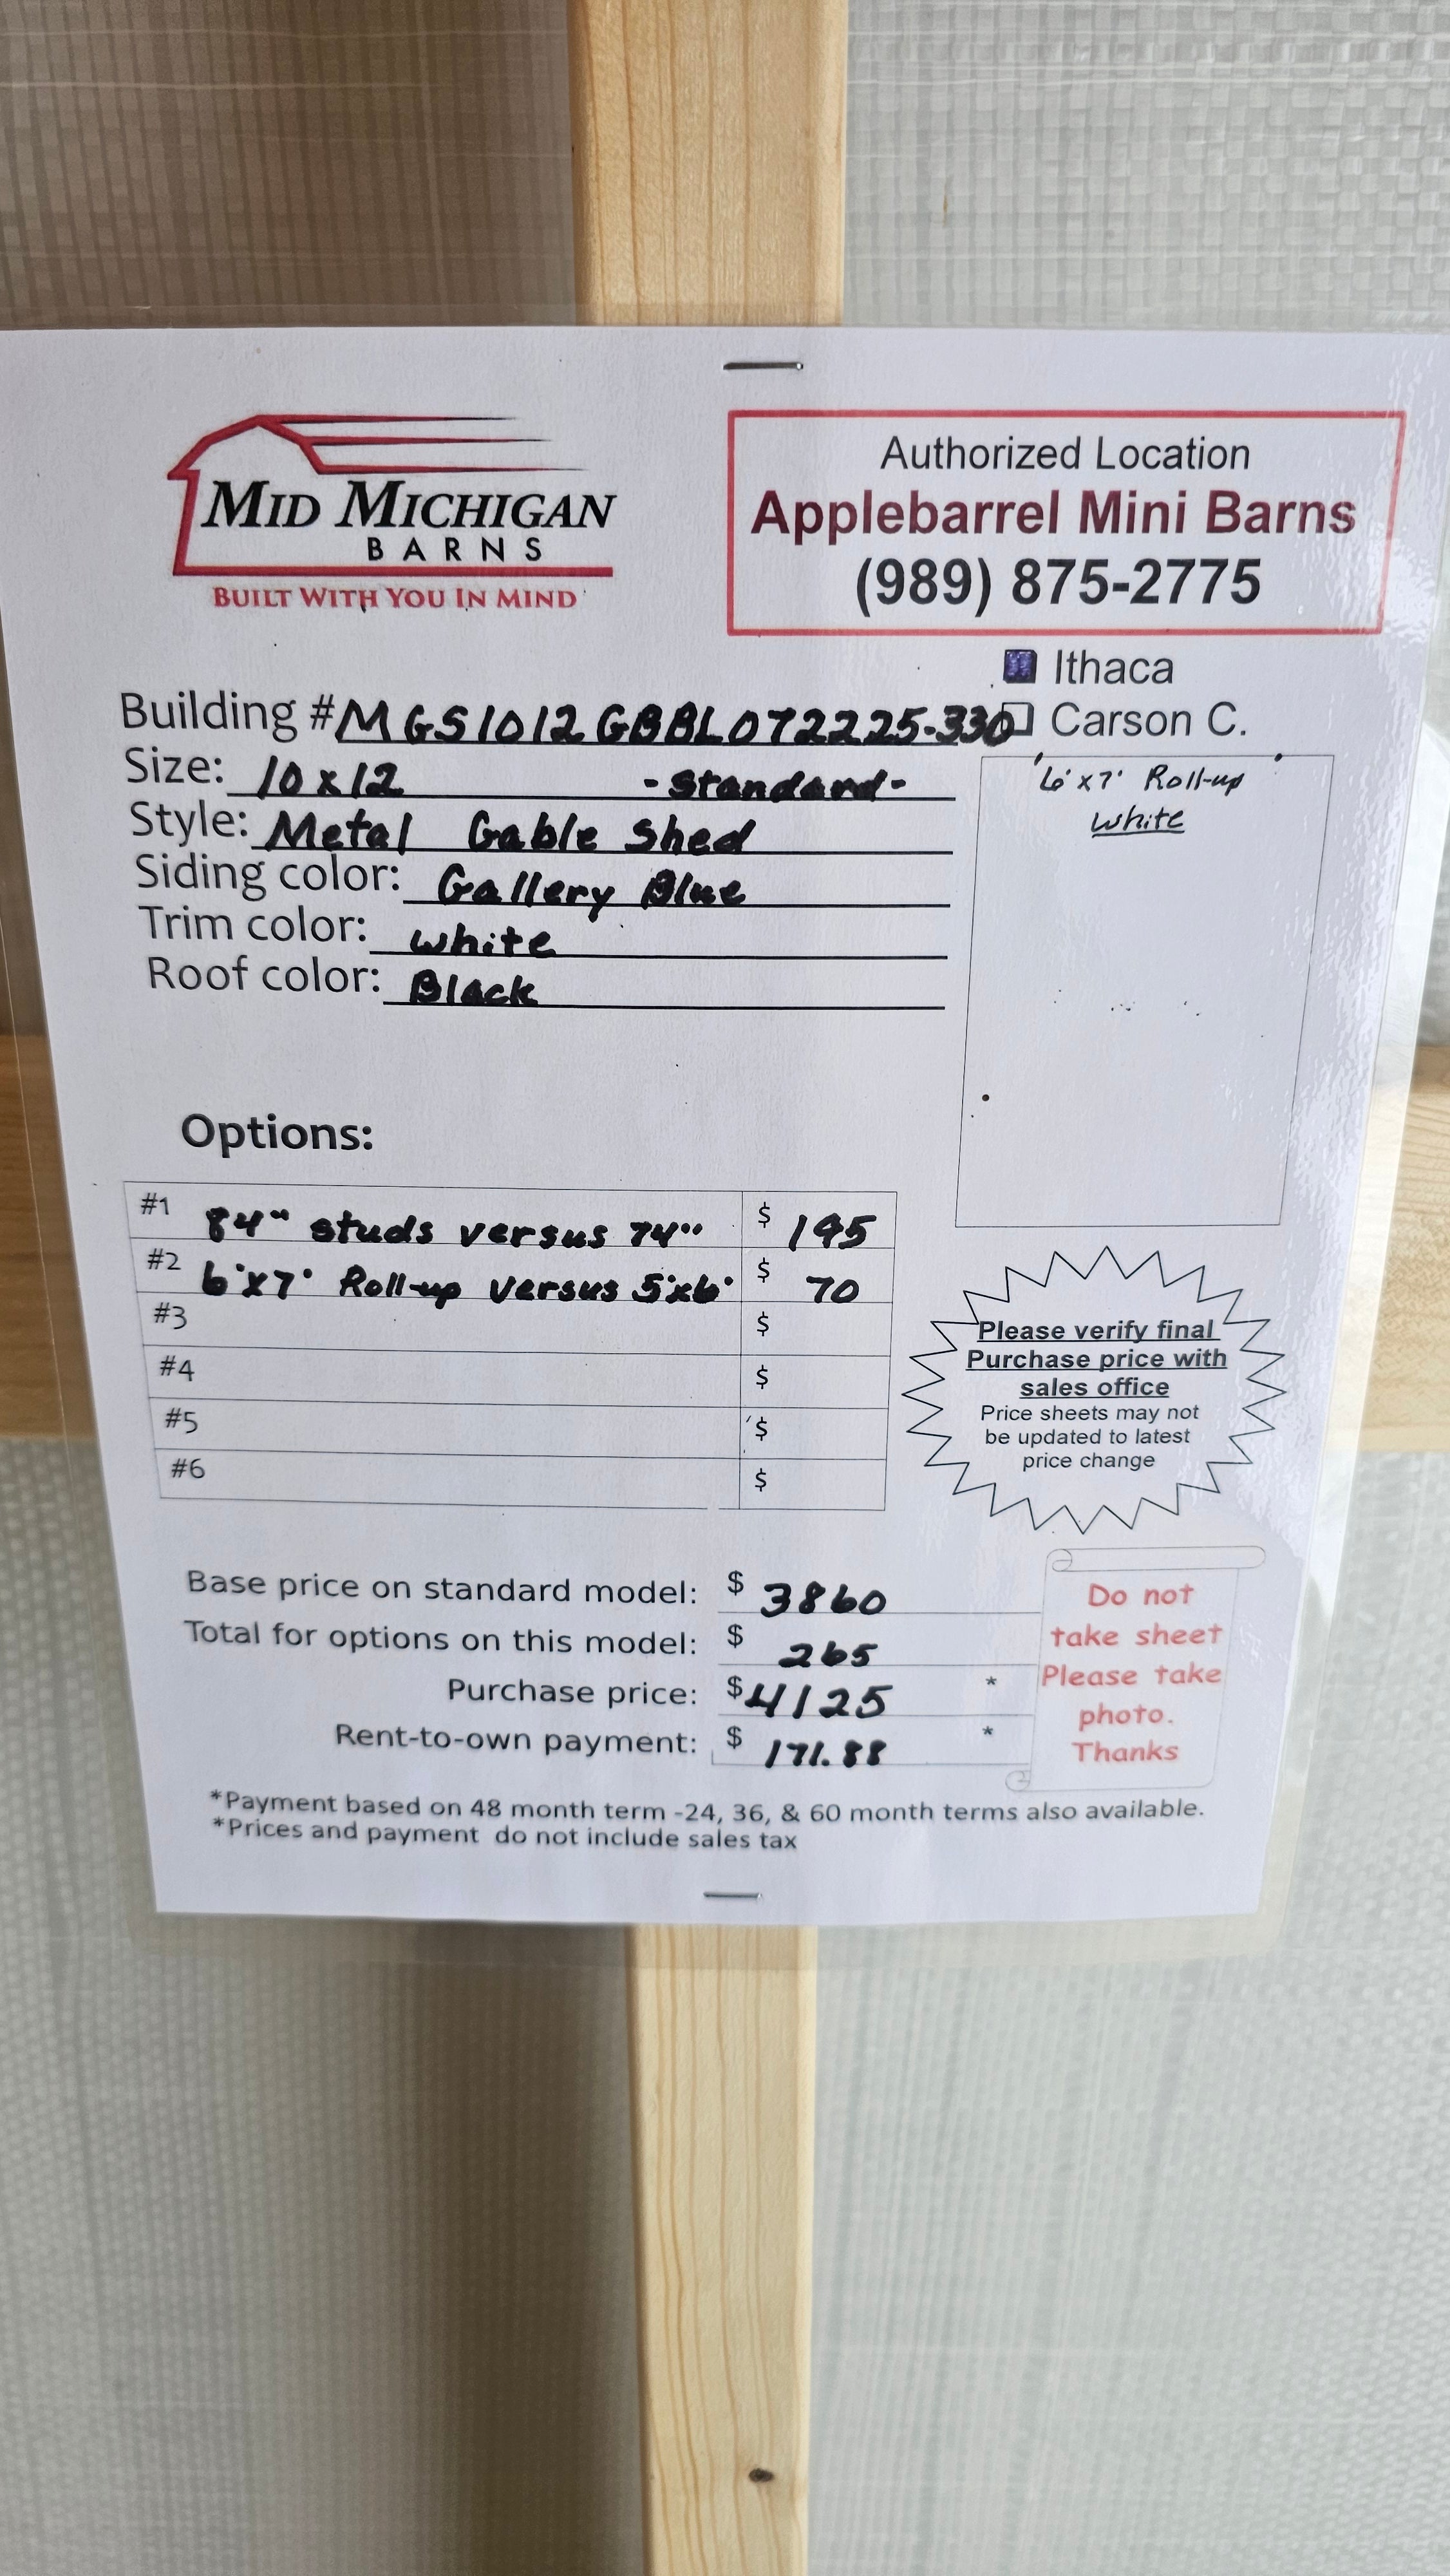 MID MICHIGAN
BARNS
BUILT WITH YOU IN MIND
Authorized Location
Applebarrel Mini Barns
(989) 875-2775
Ithaca
Carson C.
Building # MGS1012GBBL072225-330
Size: 10x12 -Standard-
Style: Metal Gable Shed
Siding color: Gallery Blue
Trim color: white
Roof color: Black
6'x7' Roll-up
white
Options:
#1 84" studs versus 74" $ 195
#2 6'x7' Roll-up versus 5'x6' $ 70
#3 $
#4 $
#5 $
#6 $
Please verify final
Purchase price with
sales office
Price sheets may not
be updated to latest
price change
Base price on standard model: $ 3860
Total for options on this model: $ 265
Purchase price: $ 4125 *
Rent-to-own payment: $ 171.88 *
Do not
take sheet
Please take
photo.
Thanks
*Payment based on 48 month term -24, 36, & 60 month terms also available.
*Prices and payment do not include sales tax